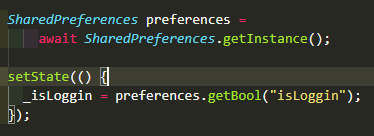 SharedPreferences preferences =
await SharedPreferences.getInstance();
setState(() {
_isLoggin = preferences.getBool("isLoggin");
});